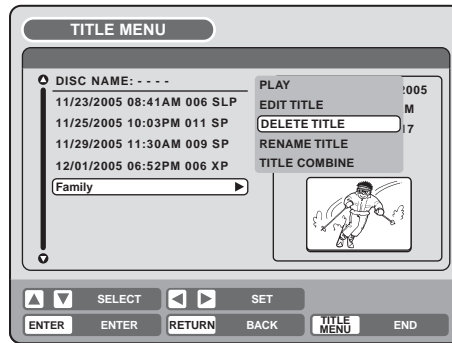 TITLE MENU
DISC NAME: - - - -
11/23/2005 08:41AM 006 SLP
11/25/2005 10:03PM 011 SP
11/29/2005 11:30AM 009 SP
12/01/2005 06:52PM 006 XP
Family
PLAY
EDIT TITLE
DELETE TITLE
RENAME TITLE
TITLE COMBINE
2005
M
17
SELECT SET
ENTER ENTER RETURN BACK TITLE MENU END